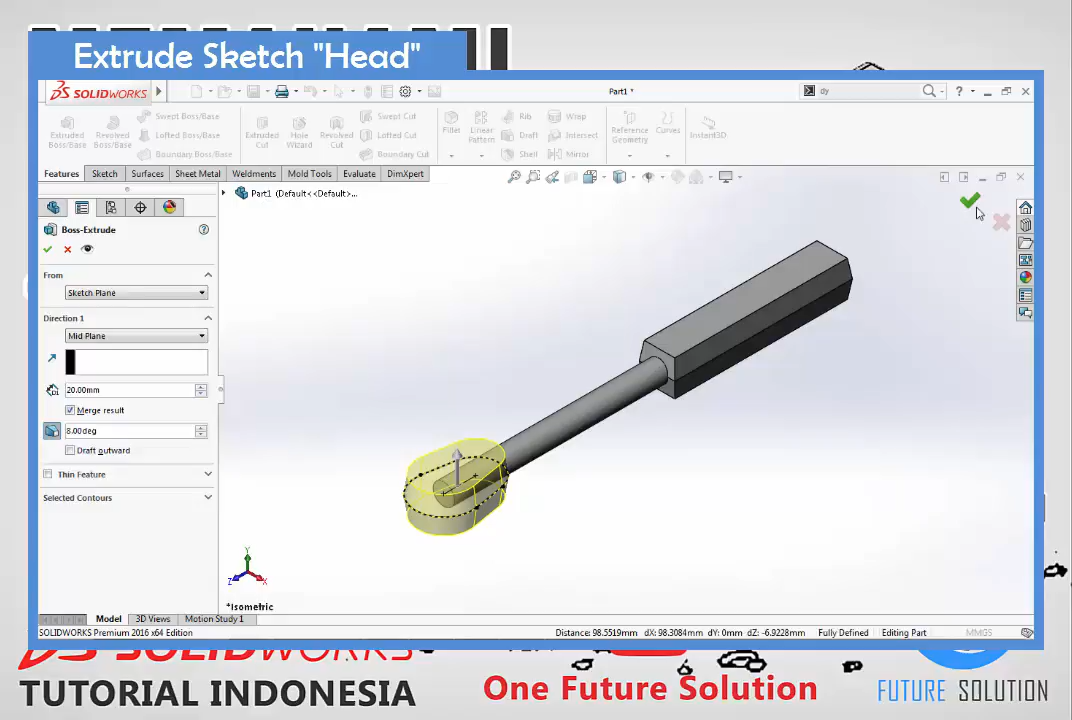 Extrude Sketch "Head"
SOLIDWORKS
Part1 *
dy
?
Extruded Boss/Base
Revolved Boss/Base
Swept Boss/Base
Lofted Boss/Base
Boundary Boss/Base
Extruded Cut
Hole Wizard
Revolved Cut
Swept Cut
Lofted Cut
Boundary Cut
Fillet
Linear Pattern
Rib
Draft
Shell
Wrap
Intersect
Mirror
Reference Geometry
Curves
Instant3D
Features Sketch Surfaces Sheet Metal Weldments Mold Tools Evaluate DimXpert
Part1 (Default<<Default>...
Boss-Extrude
From
Sketch Plane
Direction 1
Mid Plane
20.00mm
Merge result
8.00deg
Draft outward
Thin Feature
Selected Contours
Y
Z
X
*Isometric
Model 3D Views Motion Study 1
SOLIDWORKS Premium 2016 x64 Edition
Distance: 98.5519mm dX: 98.3084mm dY: 0mm dZ: -6.9228mm Fully Defined Editing Part MMGS
SOLIDWORKS
TUTORIAL INDONESIA
One Future Solution
FUTURE SOLUTION